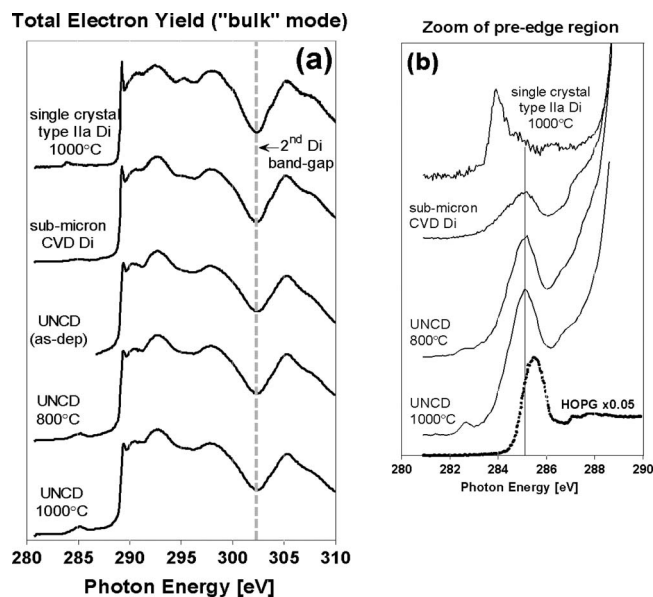 Total Electron Yield ("bulk" mode)
(a)
single crystal
type IIa Di
1000°C
2nd Di
band-gap
sub-micron
CVD Di
UNCD
(as-dep)
UNCD
800°C
UNCD
1000°C
280 285 290 295 300 305 310
Photon Energy [eV]
Zoom of pre-edge region
(b)
single crystal
type IIa Di
1000°C
sub-micron
CVD Di
UNCD
800°C
UNCD
1000°C
HOPG x0.05
280 282 284 286 288 290
Photon Energy [eV]